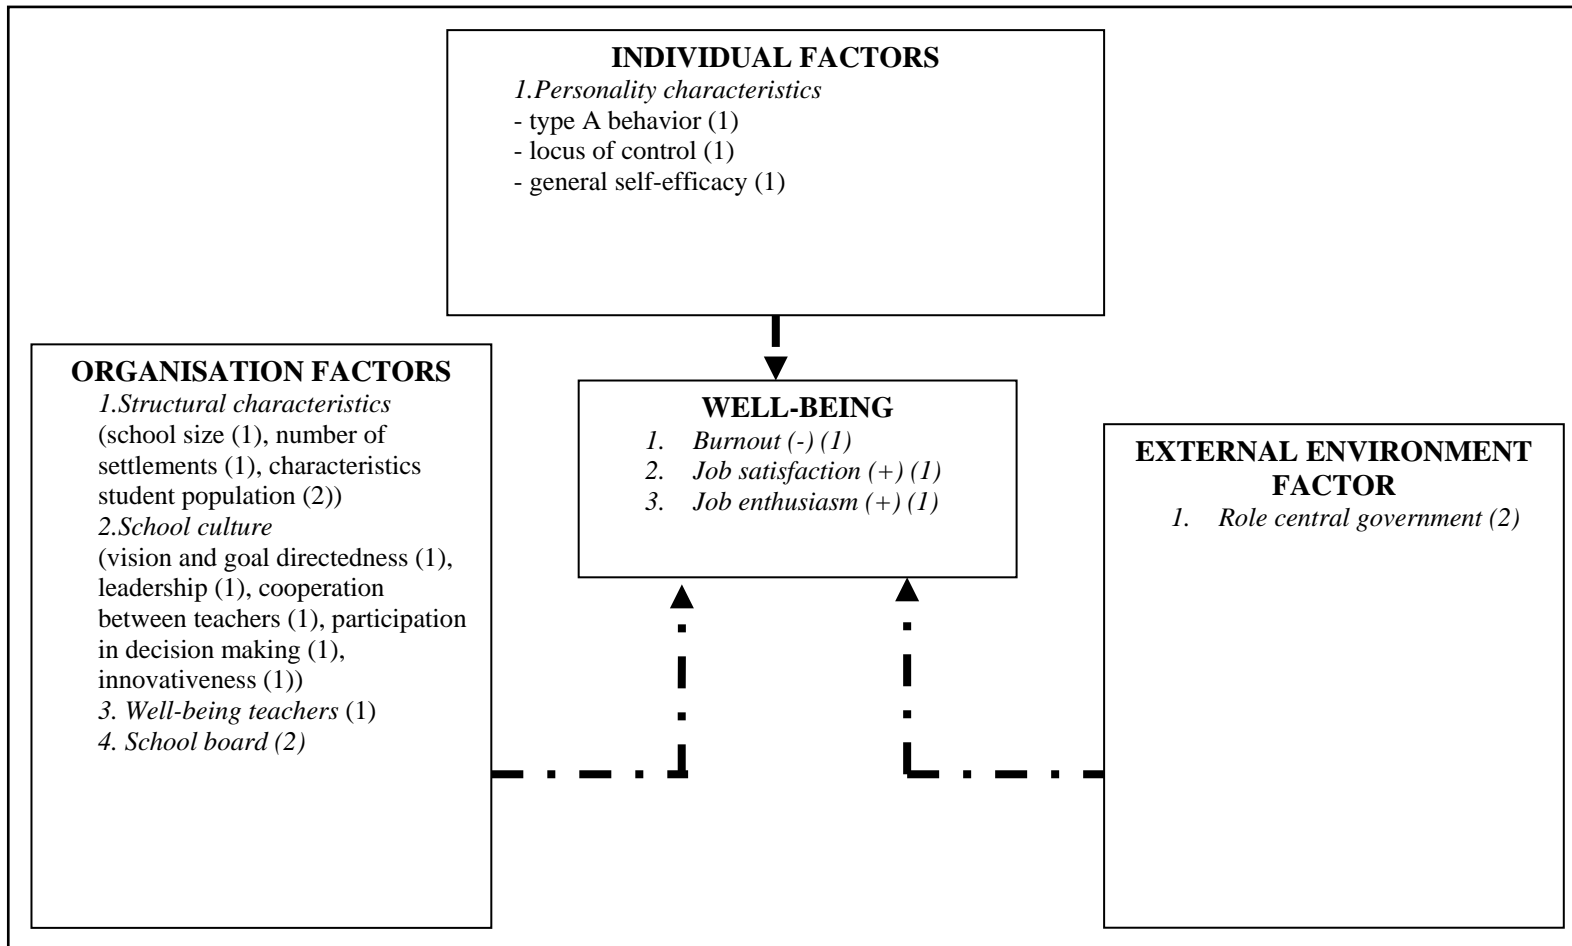 INDIVIDUAL FACTORS
1.Personality characteristics
- type A behavior (1)
- locus of control (1)
- general self-efficacy (1)
ORGANISATION FACTORS
1.Structural characteristics
(school size (1), number of
settlements (1), characteristics
student population (2))
2.School culture
(vision and goal directedness (1),
leadership (1), cooperation
between teachers (1), participation
in decision making (1),
innovativeness (1))
3. Well-being teachers (1)
4. School board (2)
WELL-BEING
1. Burnout (-) (1)
2. Job satisfaction (+) (1)
3. Job enthusiasm (+) (1)
EXTERNAL ENVIRONMENT
FACTOR
1. Role central government (2)